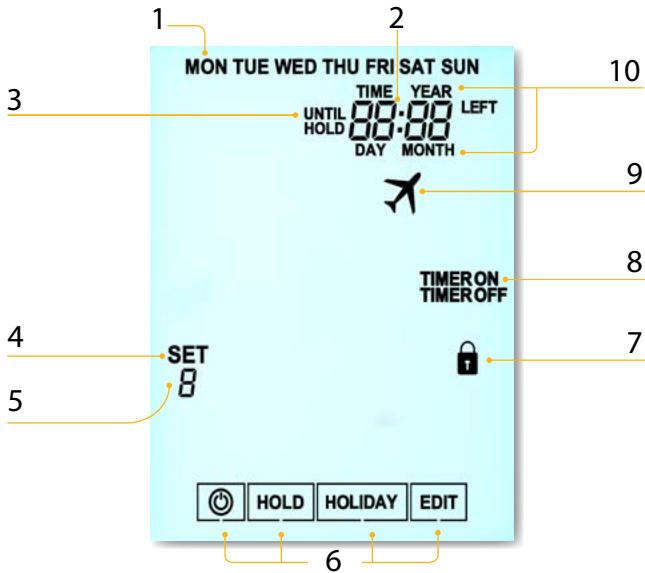 1
2
MON TUE WED THU FRI SAT SUN
TIME YEAR
10
3
UNTIL
HOLD
88:88
LEFT
DAY MONTH
9
TIMER ON
TIMER OFF
8
4
SET
7
5
8
HOLD HOLIDAY EDIT
6